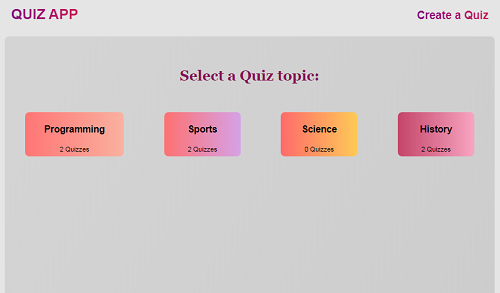 QUIZ APP
Create a Quiz
Select a Quiz topic:
Programming
2 Quizzes
Sports
2 Quizzes
Science
0 Quizzes
History
2 Quizzes